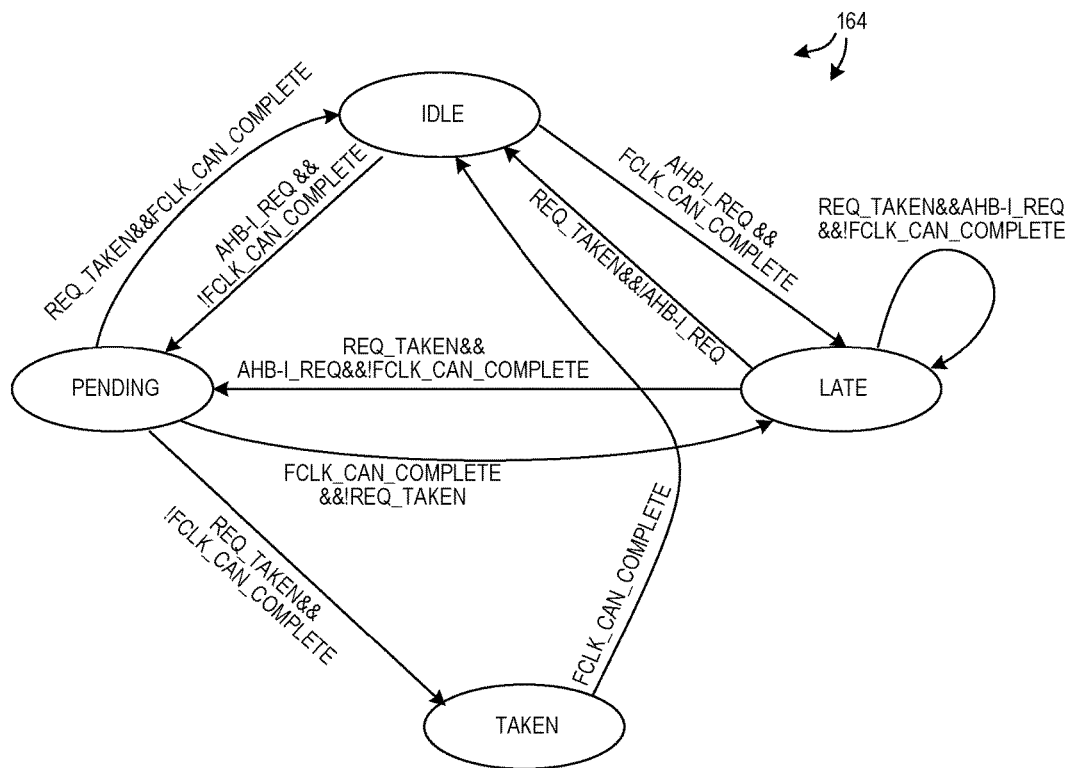 164
IDLE
REQ_TAKEN&&FCLK_CAN_COMPLETE
AHB-I_REQ &&
!FCLK_CAN_COMPLETE
AHB-I_REQ &&
FCLK_CAN_COMPLETE
REQ_TAKEN&&!AHB-I_REQ
REQ_TAKEN&&AHB-I_REQ
&&!FCLK_CAN_COMPLETE
REQ_TAKEN&&
AHB-I_REQ&&!FCLK_CAN_COMPLETE
PENDING
LATE
FCLK_CAN_COMPLETE
&&!REQ_TAKEN
REQ_TAKEN&&
!FCLK_CAN_COMPLETE
FCLK_CAN_COMPLETE
TAKEN